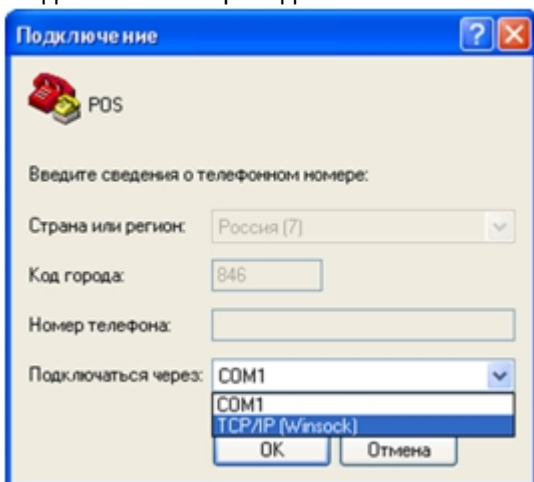 Подключение
POS
Введите сведения о телефонном номере:
Страна или регион: Россия (7)
Код города: 846
Номер телефона:
Подключаться через: COM1
COM1
TCP/IP (Winsock)
OK Отмена